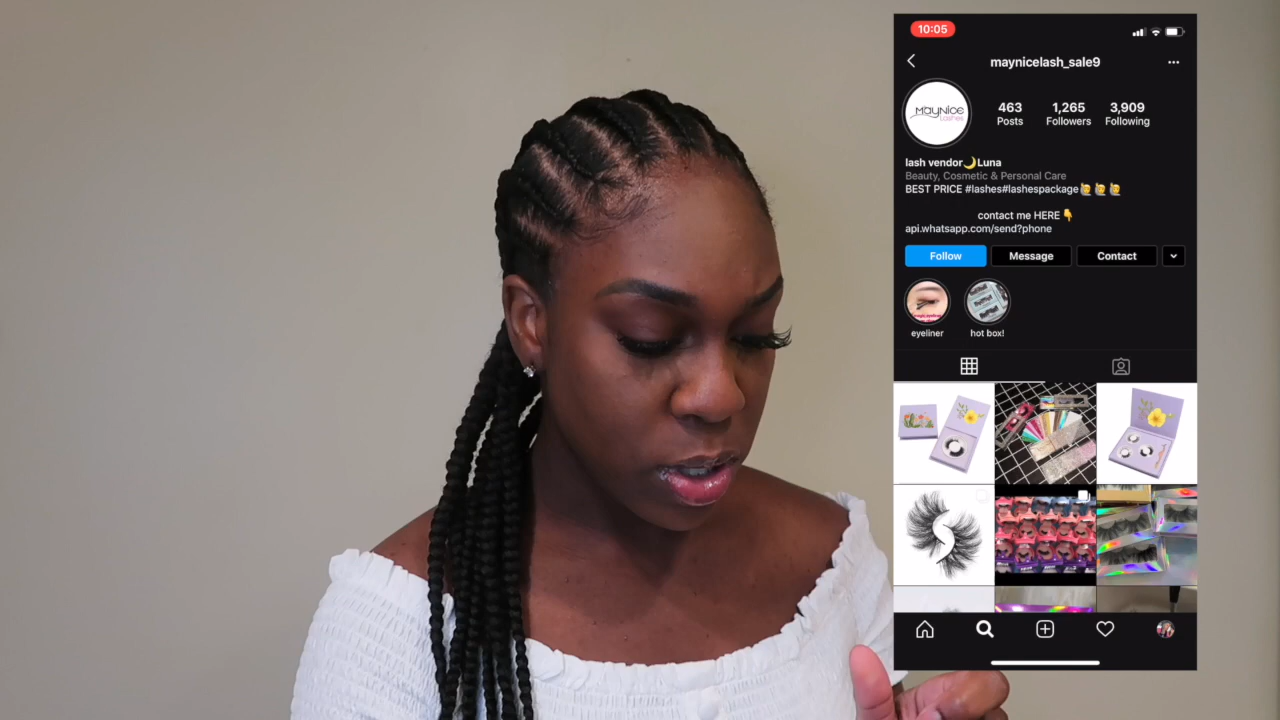 10:05
maynicelash_sale9
MayNice
Lashes
463
Posts
1,265
Followers
3,909
Following
lash vendor🌙Luna
Beauty, Cosmetic & Personal Care
BEST PRICE #lashes#lashespackage🙋🙋🙋
contact me HERE 👇
api.whatsapp.com/send?phone
Follow
Message
Contact
eyeliner
hot box!